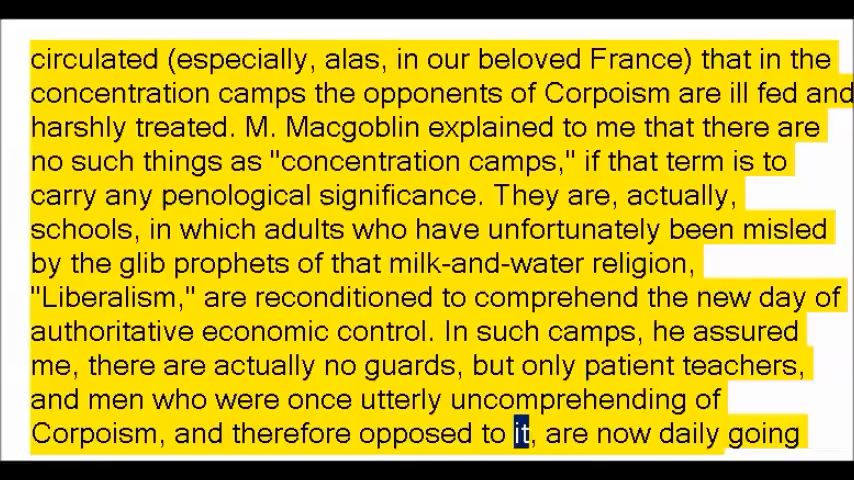 circulated (especially, alas, in our beloved France) that in the
concentration camps the opponents of Corpoism are ill fed and
harshly treated. M. Macgoblin explained to me that there are
no such things as "concentration camps," if that term is to
carry any penological significance. They are, actually,
schools, in which adults who have unfortunately been misled
by the glib prophets of that milk-and-water religion,
"Liberalism," are reconditioned to comprehend the new day of
authoritative economic control. In such camps, he assured
me, there are actually no guards, but only patient teachers,
and men who were once utterly uncomprehending of
Corpoism, and therefore opposed to it, are now daily going